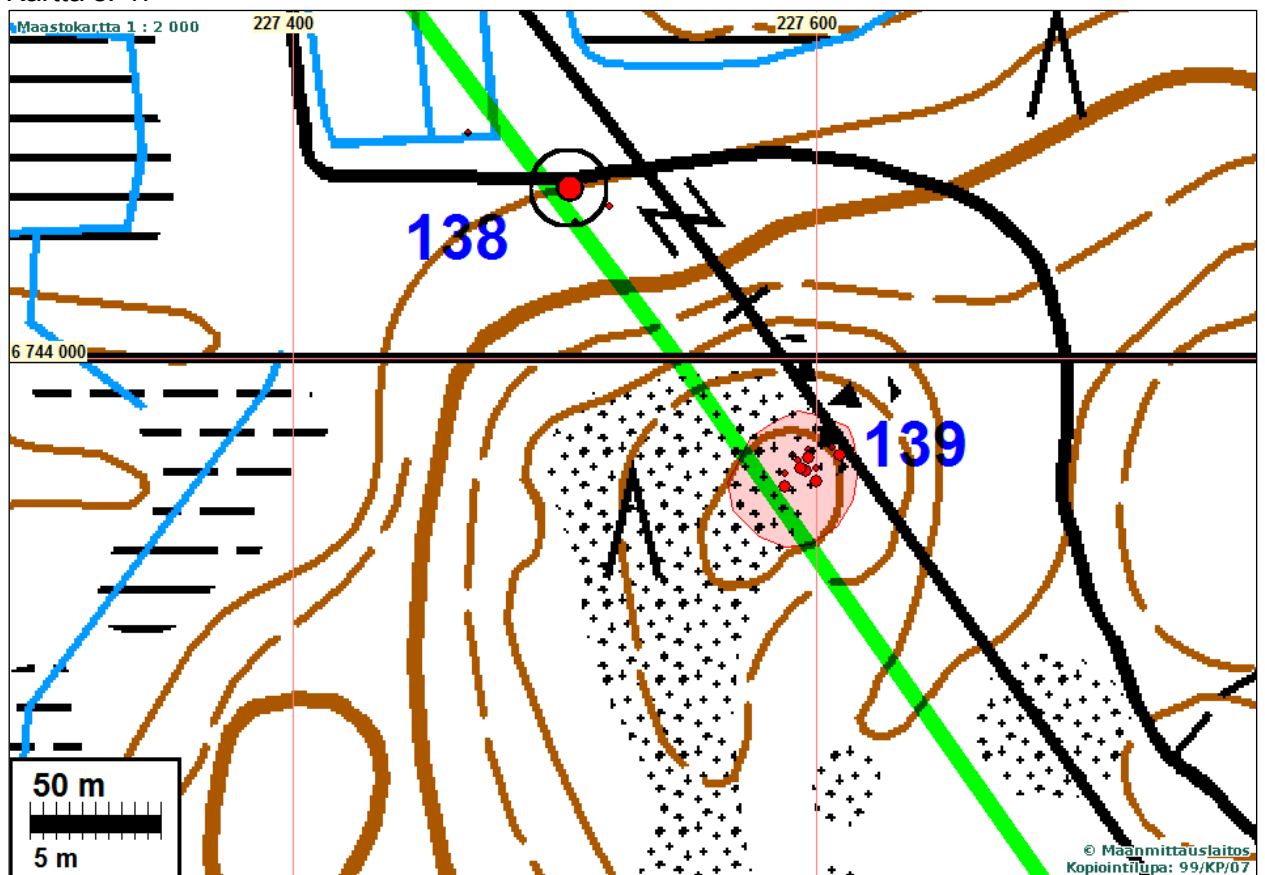 Maastokartta 1 : 2 000
227 400
227 600
138
6 744 000
139
50 m
5 m
© Maanmittauslaitos
Kopiointilupa: 99/KP/07